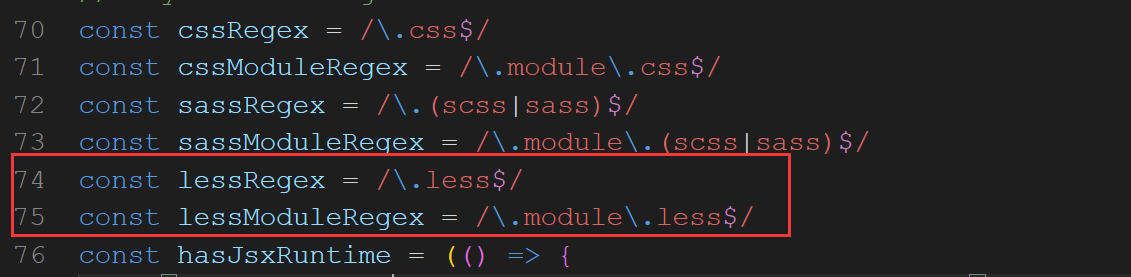 70 const cssRegex = /\.css$/
71 const cssModuleRegex = /\.module\.css$/
72 const sassRegex = /\.(scss|sass)$/
73 const sassModuleRegex = /\.module\.(scss|sass)$/
74 const lessRegex = /\.less$/
75 const lessModuleRegex = /\.module\.less$/
76 const hasJsxRuntime = (() => {